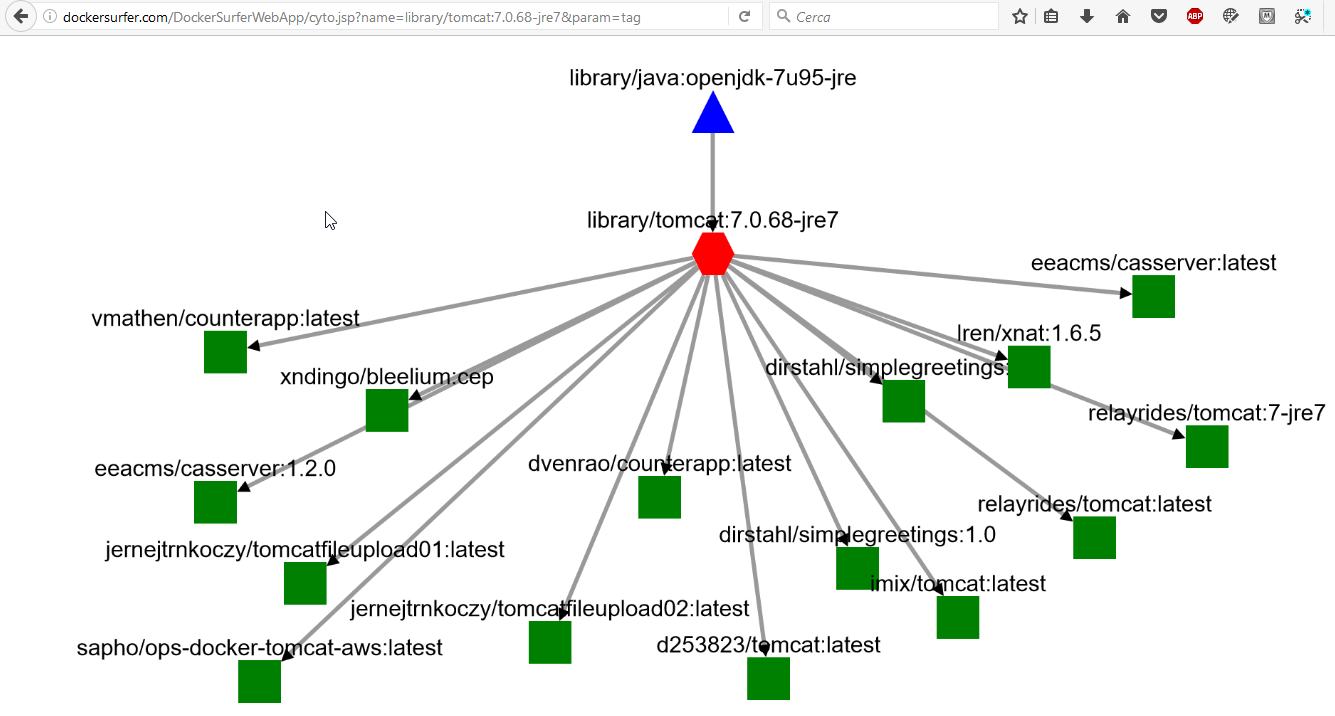 dockersurfer.com/DockerSurferWebApp/cyto.jsp?name=library/tomcat:7.0.68-jre7&param=tag
Cerca
ABP
library/java:openjdk-7u95-jre
library/tomcat:7.0.68-jre7
eeacms/casserver:latest
vmathen/counterapp:latest
lren/xnat:1.6.5
dirstahl/simplegreetings:
xndingo/bleelium:cep
relayrides/tomcat:7-jre7
dvenrao/counterapp:latest
eeacms/casserver:1.2.0
relayrides/tomcat:latest
dirstahl/simplegreetings:1.0
jernejtrnkoczy/tomcatfileupload01:latest
imix/tomcat:latest
jernejtrnkoczy/tomcatfileupload02:latest
d253823/tomcat:latest
sapho/ops-docker-tomcat-aws:latest